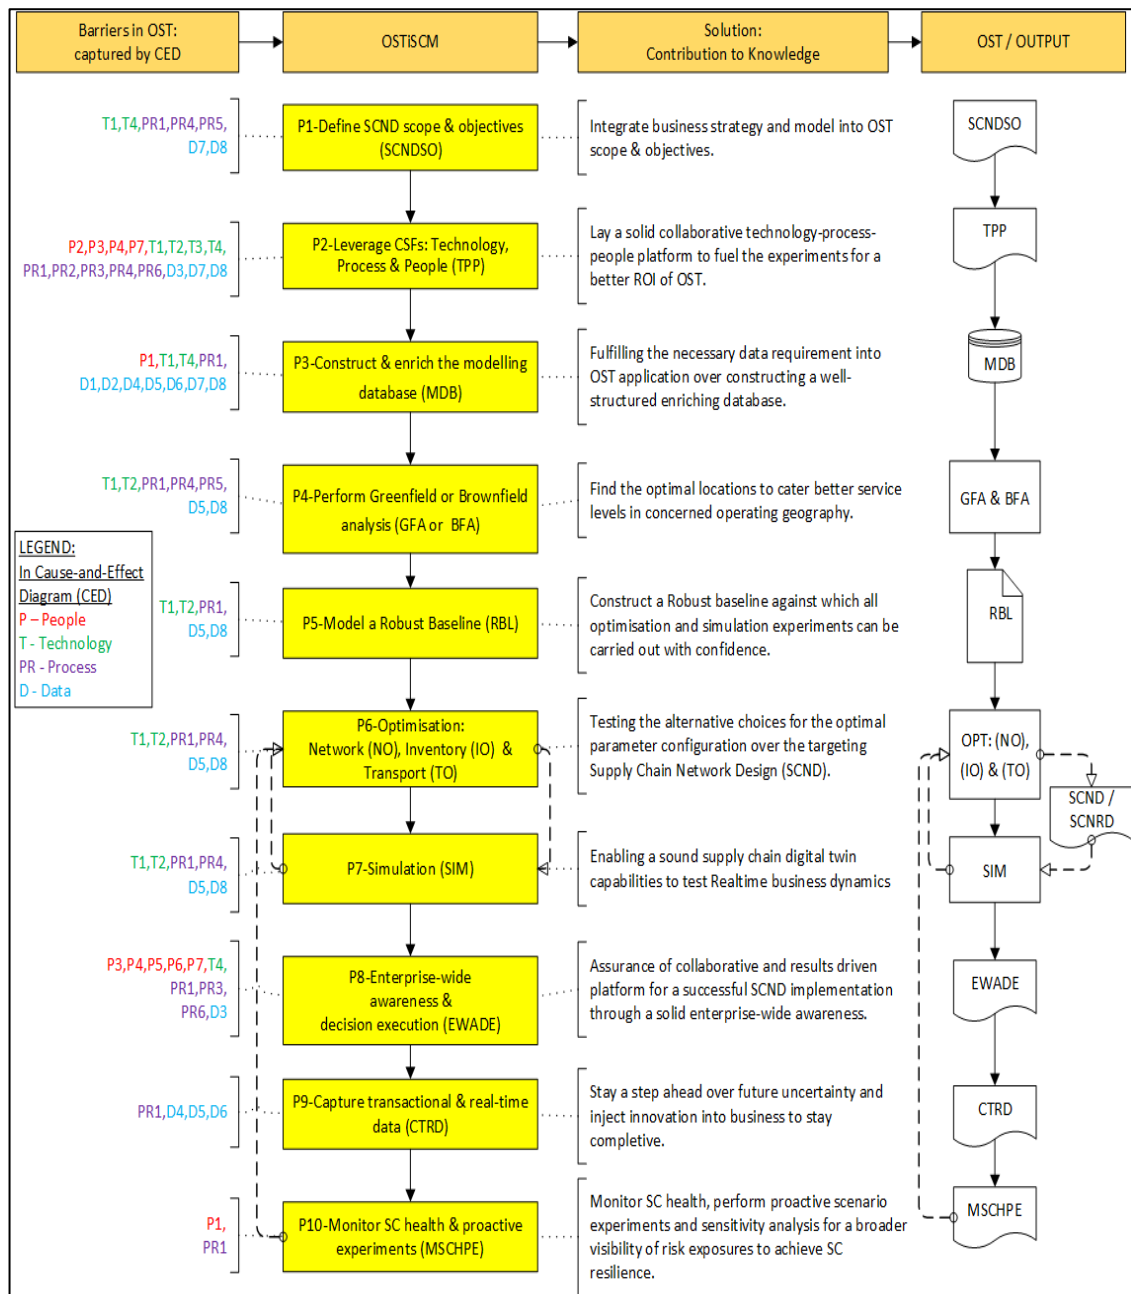 Barriers in OST:
captured by CED
OSTiSCM
Solution:
Contribution to Knowledge
OST / OUTPUT
T1,T4,PR1,PR4,PR5,
D7,D8
P1-Define SCND scope & objectives
(SCNDSO)
Integrate business strategy and model into OST
scope & objectives.
SCNDSO
P2,P3,P4,P7,T1,T2,T3,T4,
PR1,PR2,PR3,PR4,PR6,D3,D7,D8
P2-Leverage CSFs: Technology,
Process & People (TPP)
Lay a solid collaborative technology-process-
people platform to fuel the experiments for a
better ROI of OST.
TPP
P1,T1,T4,PR1,
D1,D2,D4,D5,D6,D7,D8
P3-Construct & enrich the modelling
database (MDB)
Fulfilling the necessary data requirement into
OST application over constructing a well-
structured enriching database.
MDB
T1,T2,PR1,PR4,PR5,
D5,D8
P4-Perform Greenfield or Brownfield
analysis (GFA or BFA)
Find the optimal locations to cater better service
levels in concerned operating geography.
GFA & BFA
LEGEND:
In Cause-and-Effect
Diagram (CED)
P – People
T - Technology
PR - Process
D - Data
T1,T2,PR1,
D5,D8
P5-Model a Robust Baseline (RBL)
Construct a Robust baseline against which all
optimisation and simulation experiments can be
carried out with confidence.
RBL
T1,T2,PR1,PR4,
D5,D8
P6-Optimisation:
Network (NO), Inventory (IO) &
Transport (TO)
Testing the alternative choices for the optimal
parameter configuration over the targeting
Supply Chain Network Design (SCND).
OPT: (NO),
(IO) & (TO)
SCND /
SCNRD
T1,T2,PR1,PR4,
D5,D8
P7-Simulation (SIM)
Enabling a sound supply chain digital twin
capabilities to test Realtime business dynamics
SIM
P3,P4,P5,P6,P7,T4,
PR1,PR3,
PR6,D3
P8-Enterprise-wide
awareness &
decision execution (EWADE)
Assurance of collaborative and results driven
platform for a successful SCND implementation
through a solid enterprise-wide awareness.
EWADE
PR1,D4,D5,D6
P9-Capture transactional & real-time
data (CTRD)
Stay a step ahead over future uncertainty and
inject innovation into business to stay
completive.
CTRD
P1,
PR1
P10-Monitor SC health & proactive
experiments (MSCHPE)
Monitor SC health, perform proactive scenario
experiments and sensitivity analysis for a broader
visibility of risk exposures to achieve SC
resilience.
MSCHPE